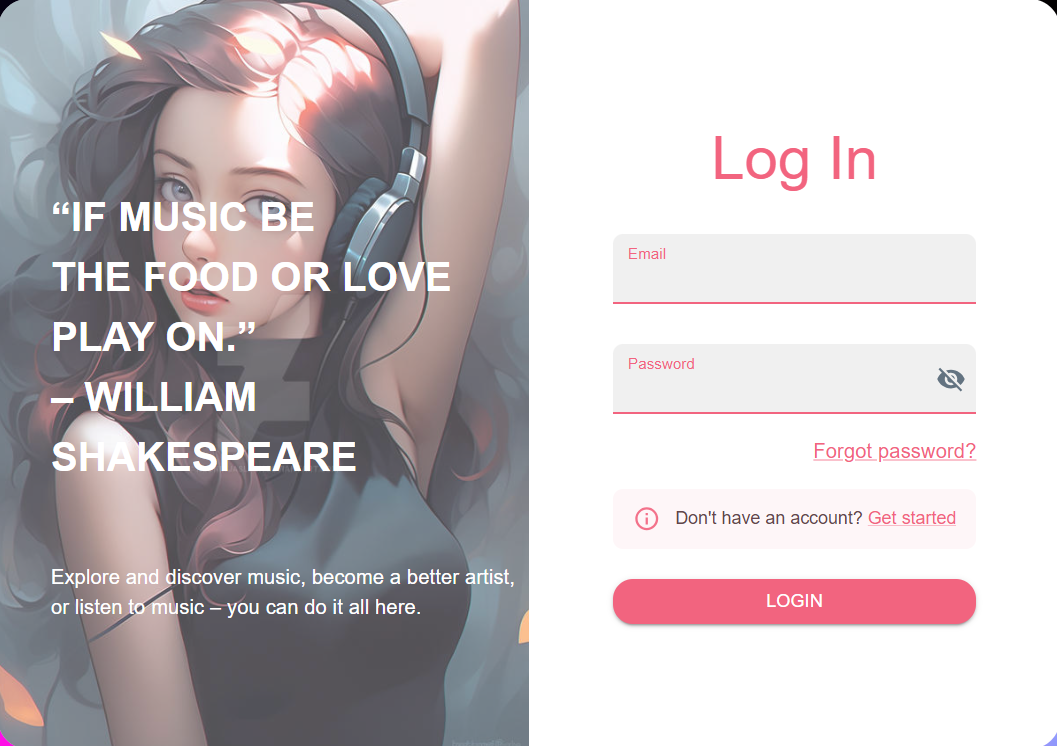 “IF MUSIC BE
THE FOOD OR LOVE
PLAY ON.”
– WILLIAM
SHAKESPEARE
Explore and discover music, become a better artist,
or listen to music – you can do it all here.
Log In
Email
Password
Forgot password?
Don't have an account? Get started
LOGIN